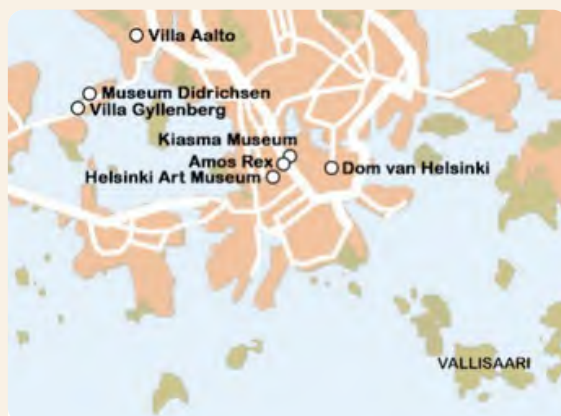 Villa Aalto
Museum Didrichsen
Villa Gyllenberg
Kiasma Museum
Amos Rex
Dom van Helsinki
Helsinki Art Museum
VALLISAARI